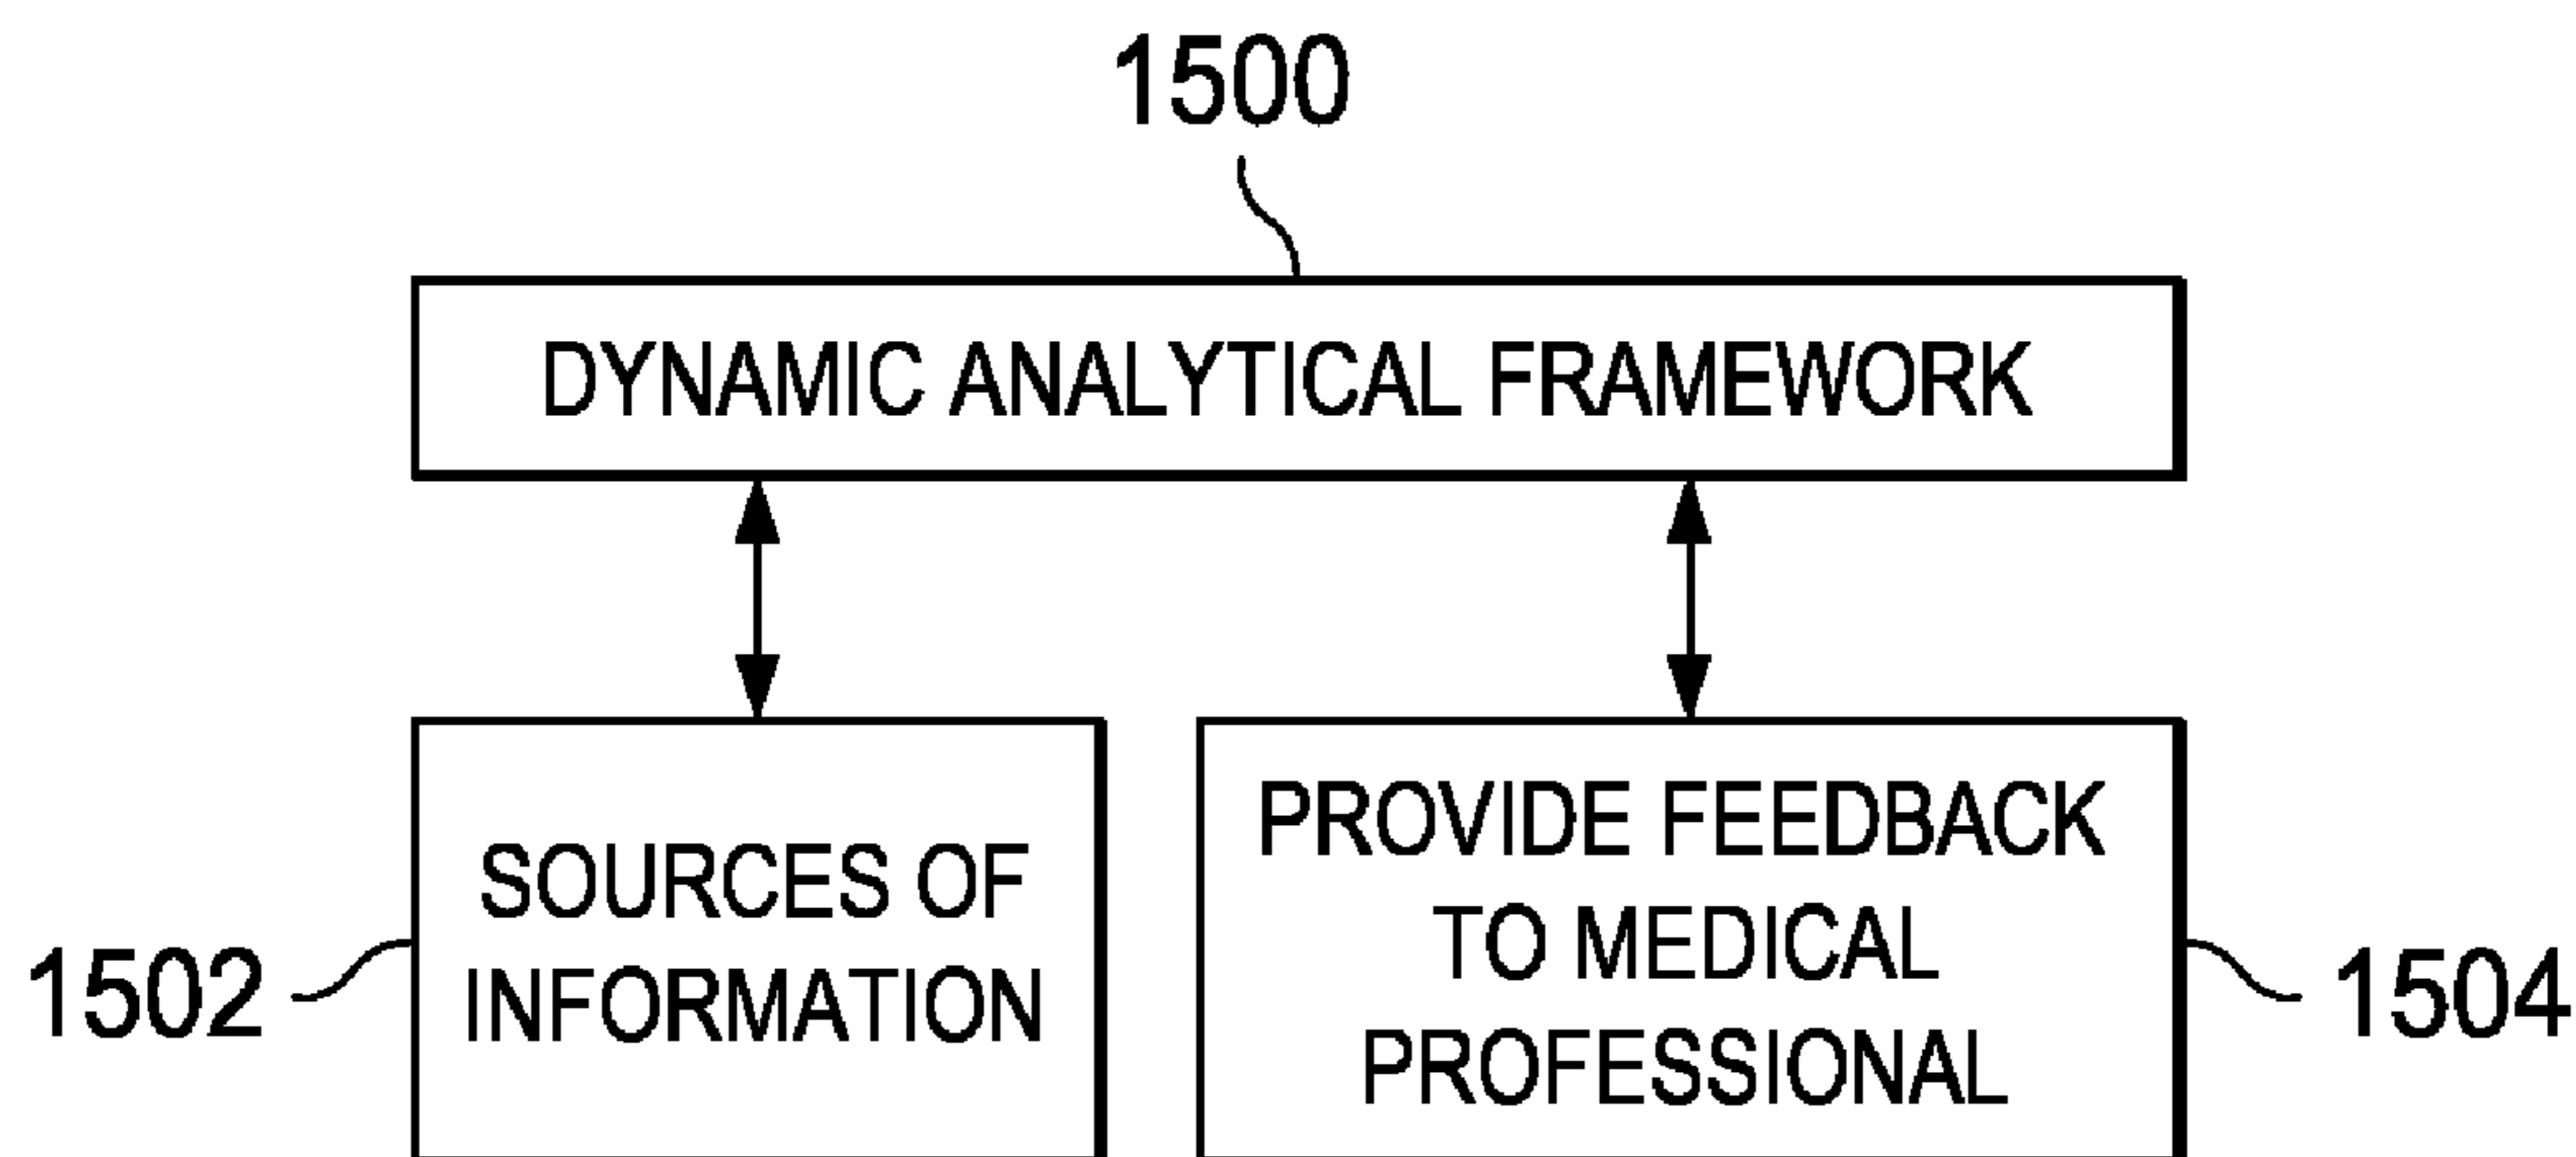 1500
DYNAMIC ANALYTICAL FRAMEWORK
SOURCES OF
INFORMATION
1502
PROVIDE FEEDBACK
TO MEDICAL
PROFESSIONAL
1504